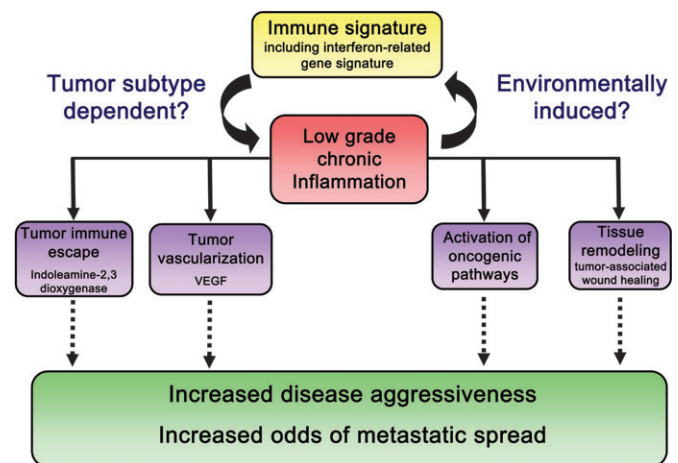 Immune signature
including interferon-related
gene signature
Tumor subtype
dependent?
Environmentally
induced?
Low grade
chronic
Inflammation
Tumor immune
escape
Indoleamine-2,3
dioxygenase
Tumor
vascularization
VEGF
Activation of
oncogenic
pathways
Tissue
remodeling
tumor-associated
wound healing
Increased disease aggressiveness
Increased odds of metastatic spread